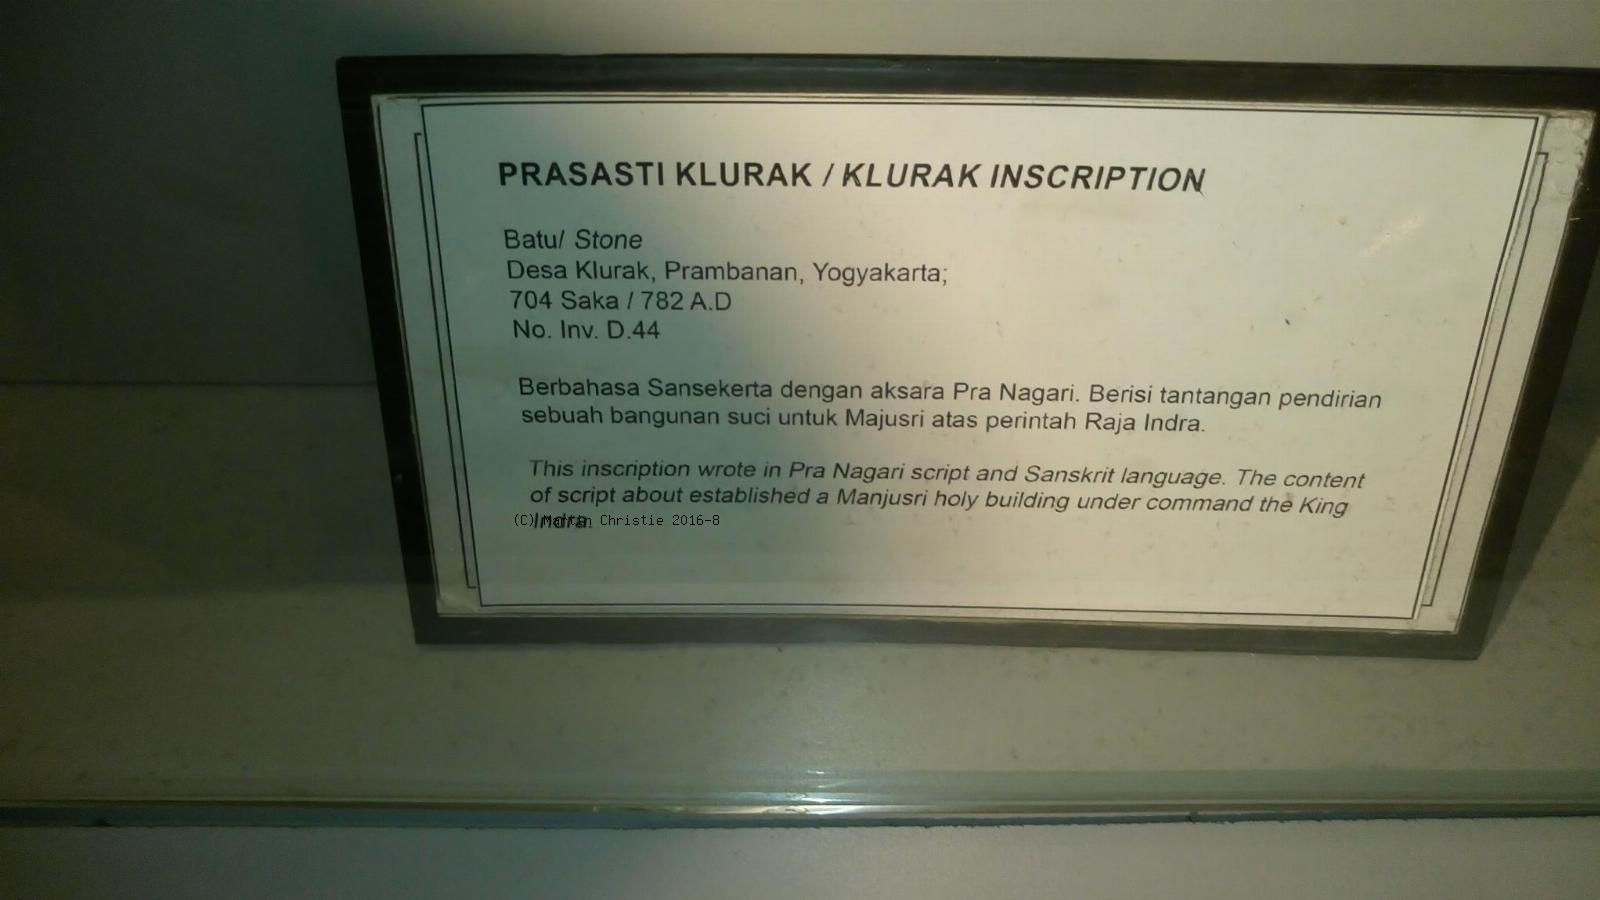 PRASASTI KLURAK / KLURAK INSCRIPTION
Batu/ Stone
Desa Klurak, Prambanan, Yogyakarta;
704 Saka / 782 A.D
No. Inv. D.44
Berbahasa Sansekerta dengan aksara Pra Nagari. Berisi tantangan pendirian
sebuah bangunan suci untuk Majusri atas perintah Raja Indra.
This inscription wrote in Pra Nagari script and Sanskrit language. The content
of script about established a Manjusri holy building under command the King
Indra.
(C) Martin Christie 2016-8